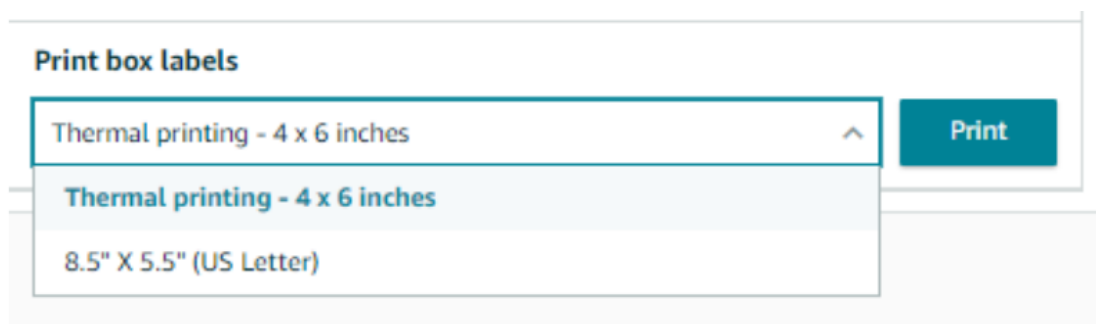 Print box labels
Thermal printing - 4 x 6 inches
Print
Thermal printing - 4 x 6 inches
8.5" X 5.5" (US Letter)